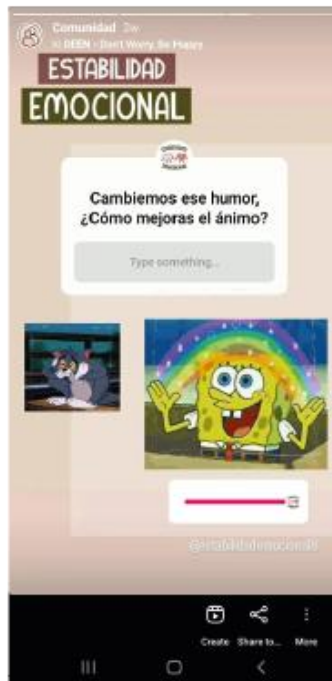 Comunidad 2w
DEEN • Don't Worry, Be Happy
ESTABILIDAD
EMOCIONAL
Cambiemos ese humor,
¿Cómo mejoras el ánimo?
Type something...
Create Share to... More